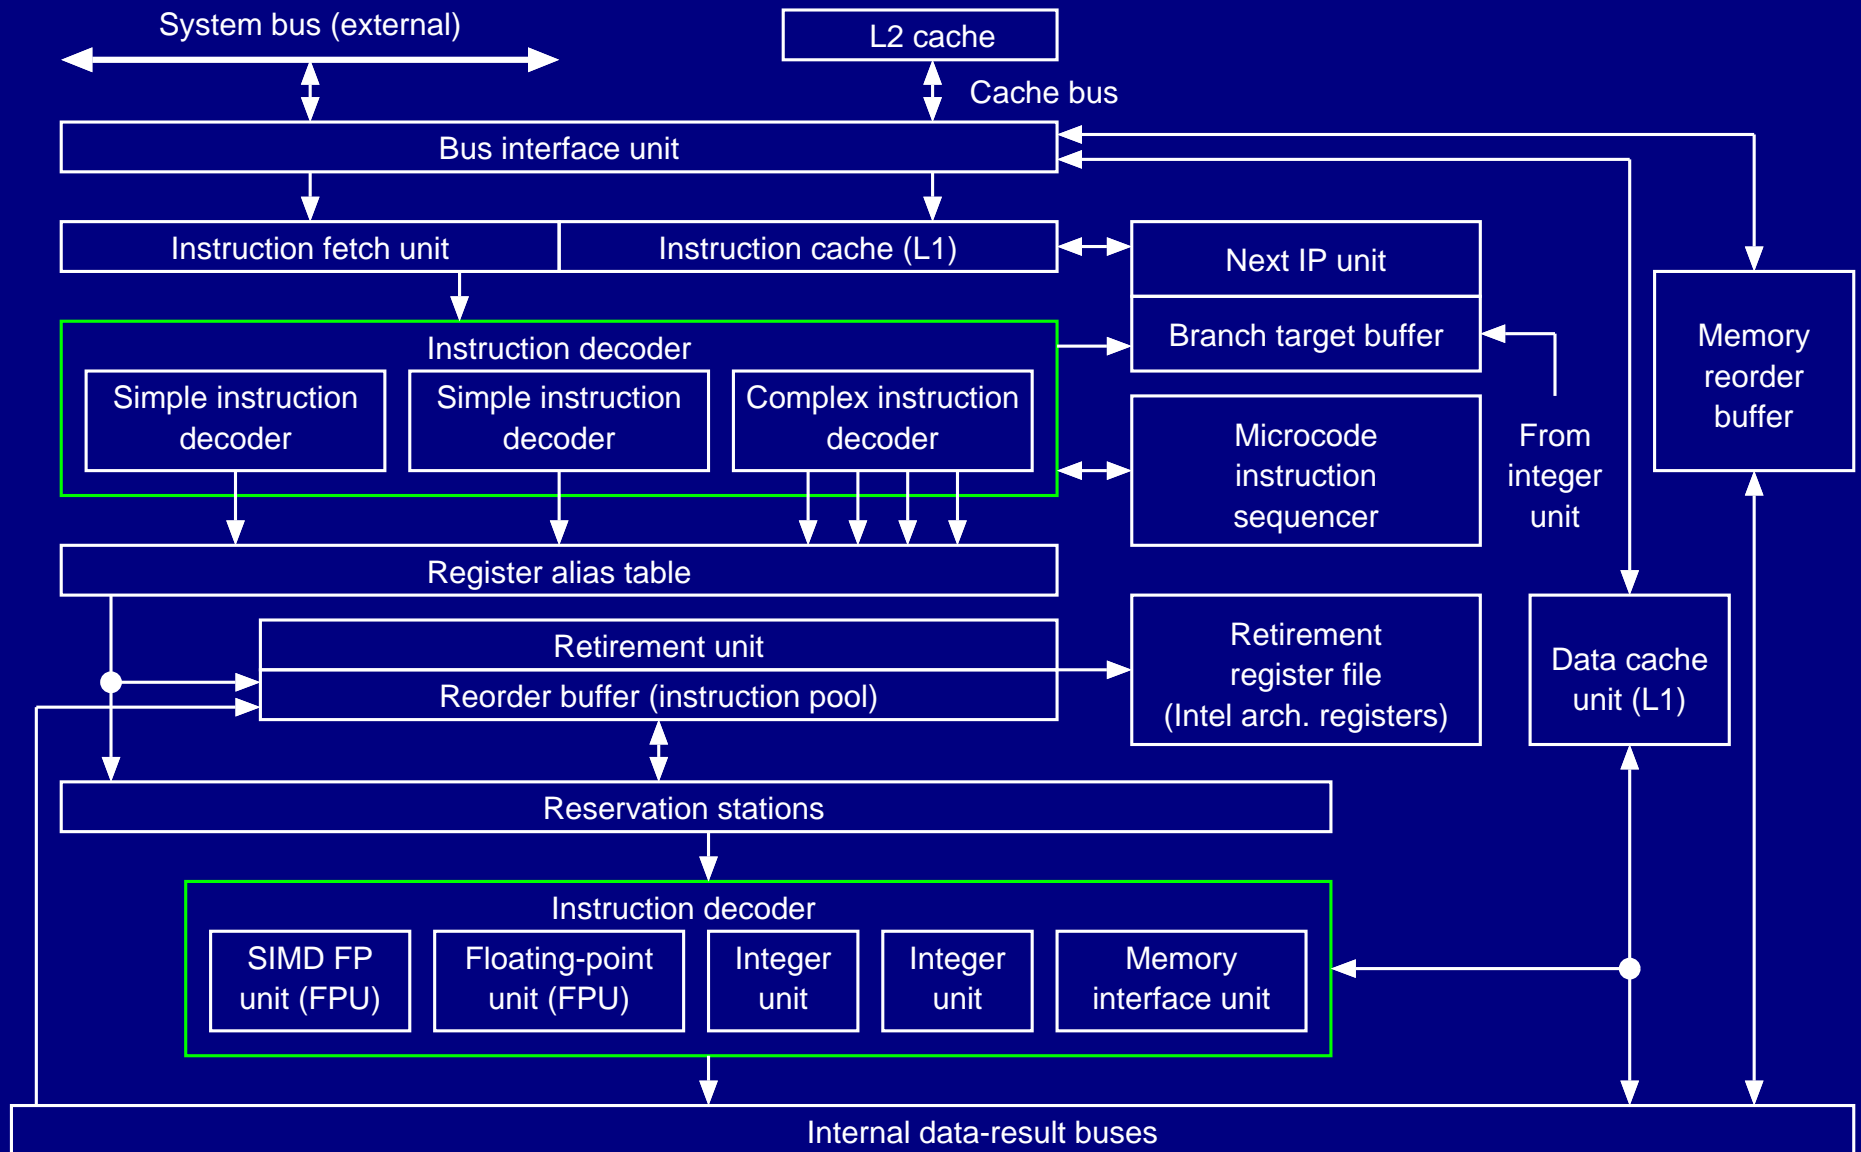 System bus (external)
L2 cache
Cache bus
Bus interface unit
Instruction fetch unit
Instruction cache (L1)
Next IP unit
Branch target buffer
Memory
reorder
buffer
Instruction decoder
Simple instruction
decoder
Simple instruction
decoder
Complex instruction
decoder
Microcode
instruction
sequencer
From
integer
unit
Register alias table
Retirement unit
Reorder buffer (instruction pool)
Retirement
register file
(Intel arch. registers)
Data cache
unit (L1)
Reservation stations
Instruction decoder
SIMD FP
unit (FPU)
Floating-point
unit (FPU)
Integer
unit
Integer
unit
Memory
interface unit
Internal data-result buses